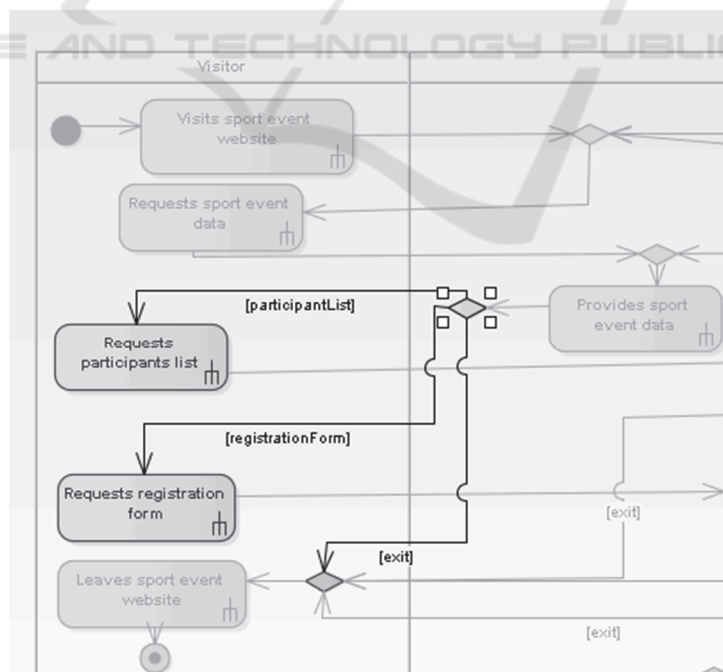 E AND TECHNOLOGY PUBLIC
Visitor
Visits sport event
website
Requests sport event
data
[participantList]
Provides sport
event data
Requests
participants list
[registrationForm]
Requests registration
form
[exit]
[exit]
Leaves sport event
website
[exit]